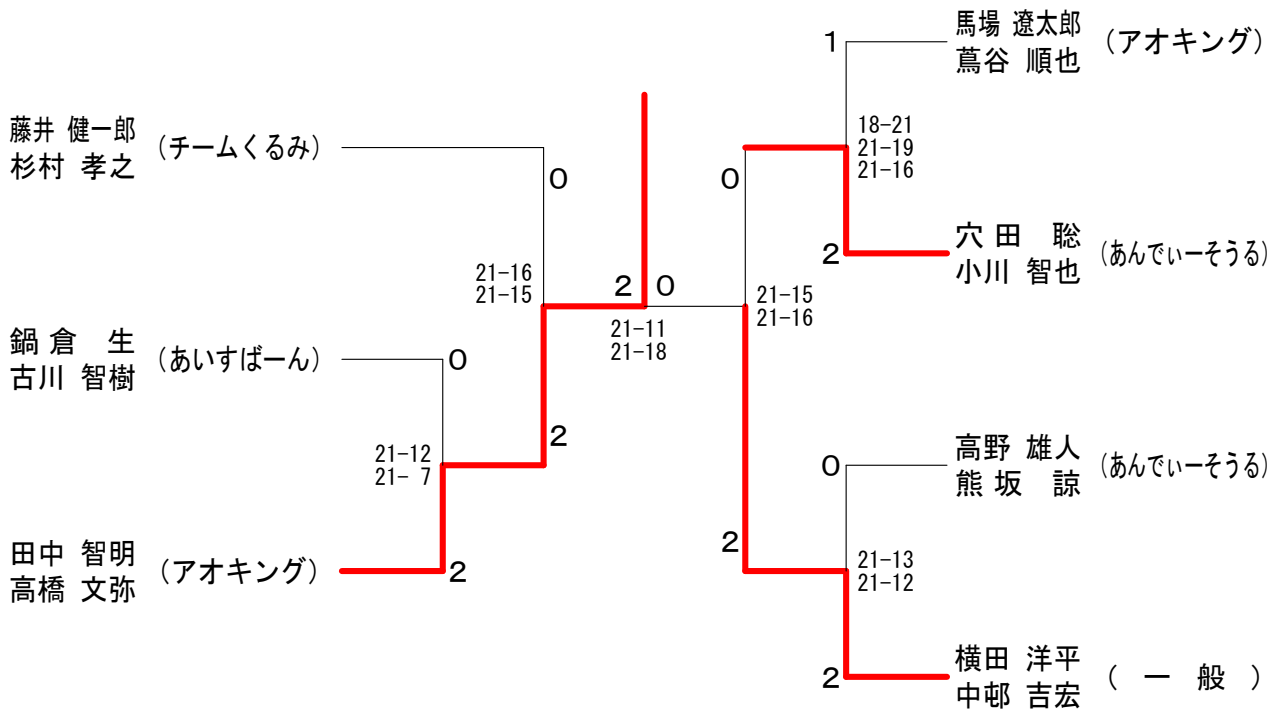 藤井 健一郎
杉村 孝之
(チームくるみ)
0
21-16
21-15
鍋倉 生
古川 智樹
(あいすばーん)
0
2
21-12
21- 7
田中 智明
高橋 文弥
(アオキング)
2
2 0
21-11
21-18
1
馬場 遼太郎
蔦谷 順也
(アオキング)
18-21
21-19
21-16
0
2
穴田 聡
小川 智也
(あんでぃーそうる)
21-15
21-16
0
高野 雄人
熊坂 諒
(あんでぃーそうる)
2
21-13
21-12
2
横田 洋平
中邨 吉宏
( 一 般 )